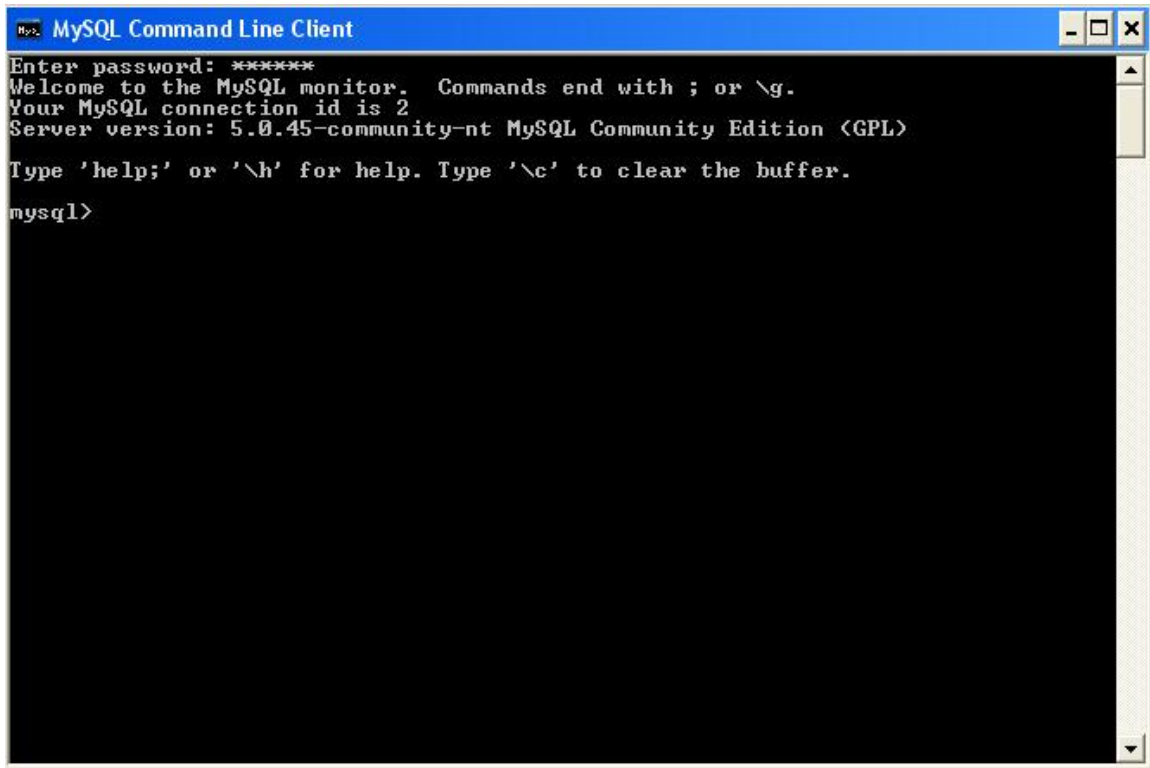 MySQL Command Line Client
Enter password: ******
Welcome to the MySQL monitor.  Commands end with ; or \g.
Your MySQL connection id is 2
Server version: 5.0.45-community-nt MySQL Community Edition (GPL)
Type 'help;' or '\h' for help. Type '\c' to clear the buffer.
mysql>